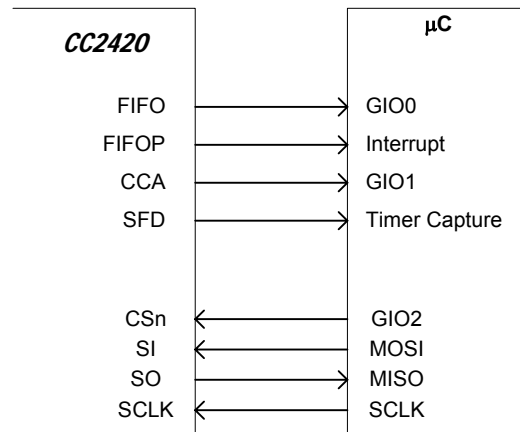 CC2420 µC
FIFO GIO0
FIFOP Interrupt
CCA GIO1
SFD Timer Capture
CSn GIO2
SI MOSI
SO MISO
SCLK SCLK